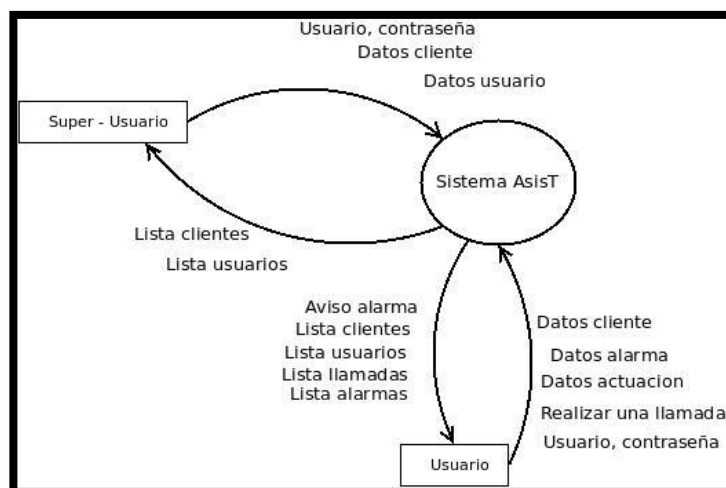 Usuario, contraseña
Datos cliente
Datos usuario
Super - Usuario
Sistema AsisT
Lista clientes
Lista usuarios
Aviso alarma
Lista clientes
Lista usuarios
Lista llamadas
Lista alarmas
Datos cliente
Datos alarma
Datos actuacion
Realizar una llamada
Usuario, contraseña
Usuario